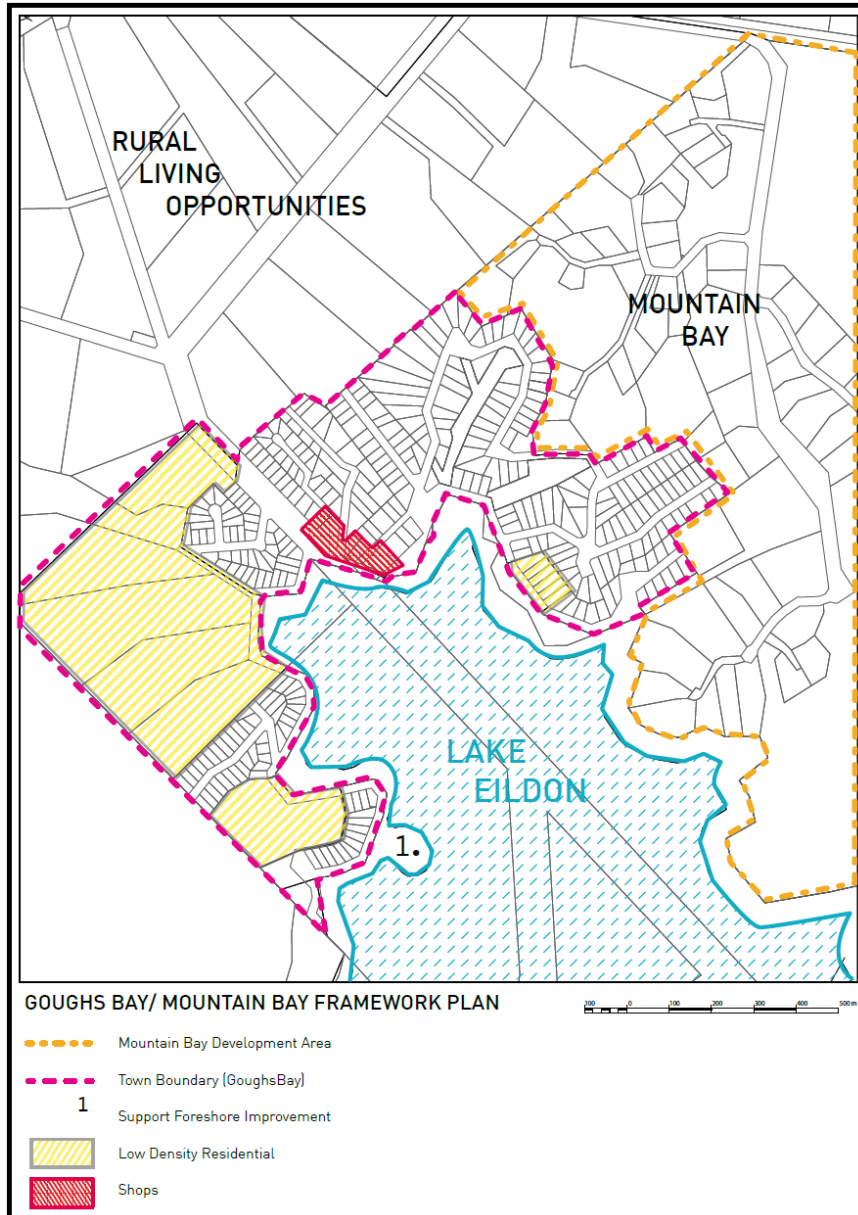 RURAL
LIVING
OPPORTUNITIES
MOUNTAIN
BAY
LAKE
EILDON
1.
GOUGHS BAY/ MOUNTAIN BAY FRAMEWORK PLAN
100 0 100 200 300 400 500 m
Mountain Bay Development Area
Town Boundary (GoughsBay)
1 Support Foreshore Improvement
Low Density Residential
Shops